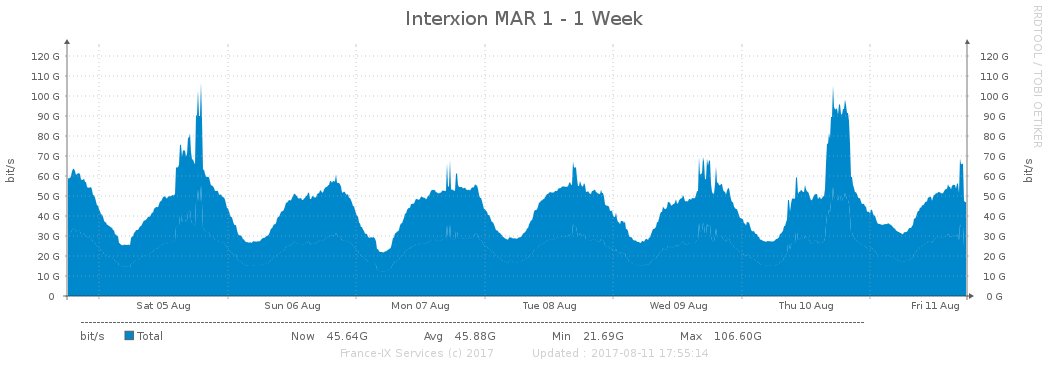 Interxion MAR 1 - 1 Week
RRDTOOL / TOBI OETIKER
bit/s
120 G 120 G
110 G 110 G
100 G 100 G
90 G 90 G
80 G 80 G
70 G 70 G
60 G 60 G
50 G 50 G
40 G 40 G
30 G 30 G
20 G 20 G
10 G 10 G
0 0 G
bit/s
Sat 05 Aug Sun 06 Aug Mon 07 Aug Tue 08 Aug Wed 09 Aug Thu 10 Aug Fri 11 Aug
bit/s Total Now 45.64G Avg 45.88G Min 21.69G Max 106.60G
France-IX Services (c) 2017 Updated : 2017-08-11 17:55:14